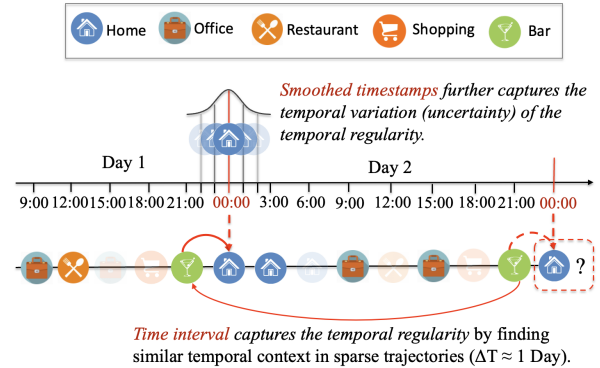 Home Office Restaurant Shopping Bar
Smoothed timestamps further captures the
temporal variation (uncertainty) of the
temporal regularity.
Day 1 Day 2
9:00 12:00 15:00 18:00 21:00 00:00 3:00 6:00 9:00 12:00 15:00 18:00 21:00 00:00
?
Time interval captures the temporal regularity by finding
similar temporal context in sparse trajectories (ΔT ≈ 1 Day).